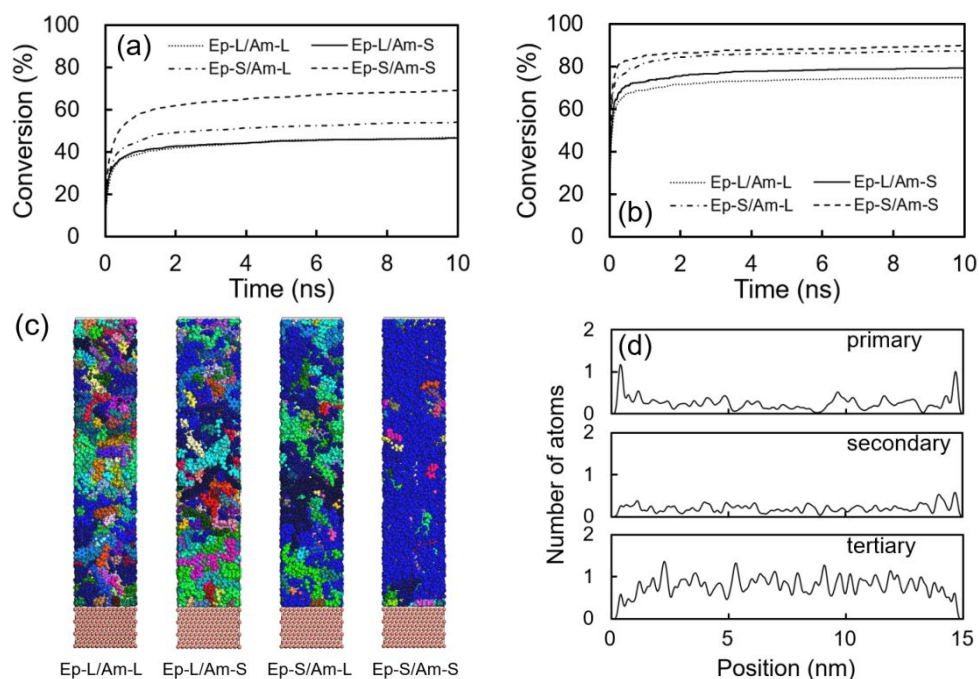 100
80
60
40
20
0
Conversion (%)
(a)
Ep-L/Am-L
Ep-L/Am-S
Ep-S/Am-L
Ep-S/Am-S
0 2 4 6 8 10
Time (ns)
100
80
60
40
20
0
Conversion (%)
Ep-L/Am-L
Ep-L/Am-S
(b)
Ep-S/Am-L
Ep-S/Am-S
0 2 4 6 8 10
Time (ns)
(c)
Ep-L/Am-L
Ep-L/Am-S
Ep-S/Am-L
Ep-S/Am-S
(d)
Number of atoms
2
1
0
primary
2
1
0
secondary
2
1
0
tertiary
0 5 10 15
Position (nm)